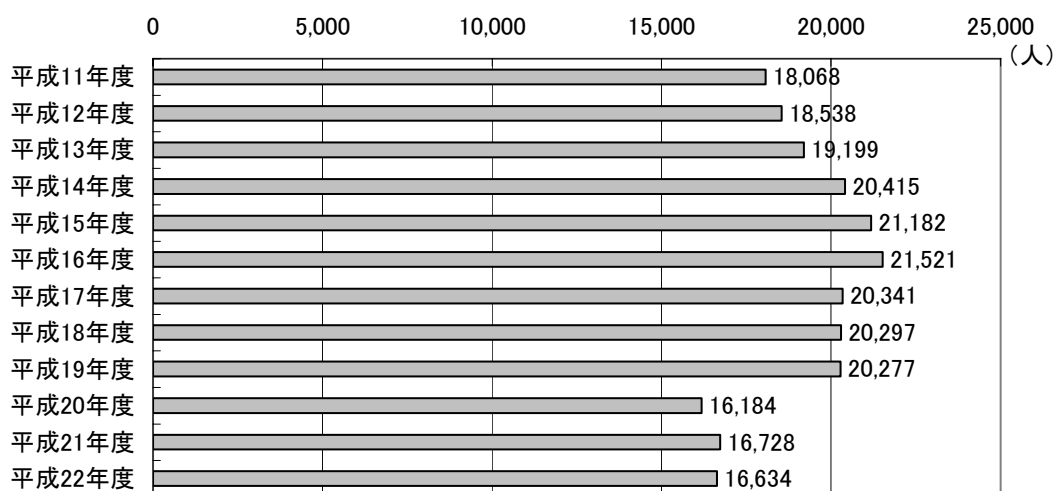 0 5,000 10,000 15,000 20,000 25,000
(人)
平成11年度 18,068
平成12年度 18,538
平成13年度 19,199
平成14年度 20,415
平成15年度 21,182
平成16年度 21,521
平成17年度 20,341
平成18年度 20,297
平成19年度 20,277
平成20年度 16,184
平成21年度 16,728
平成22年度 16,634